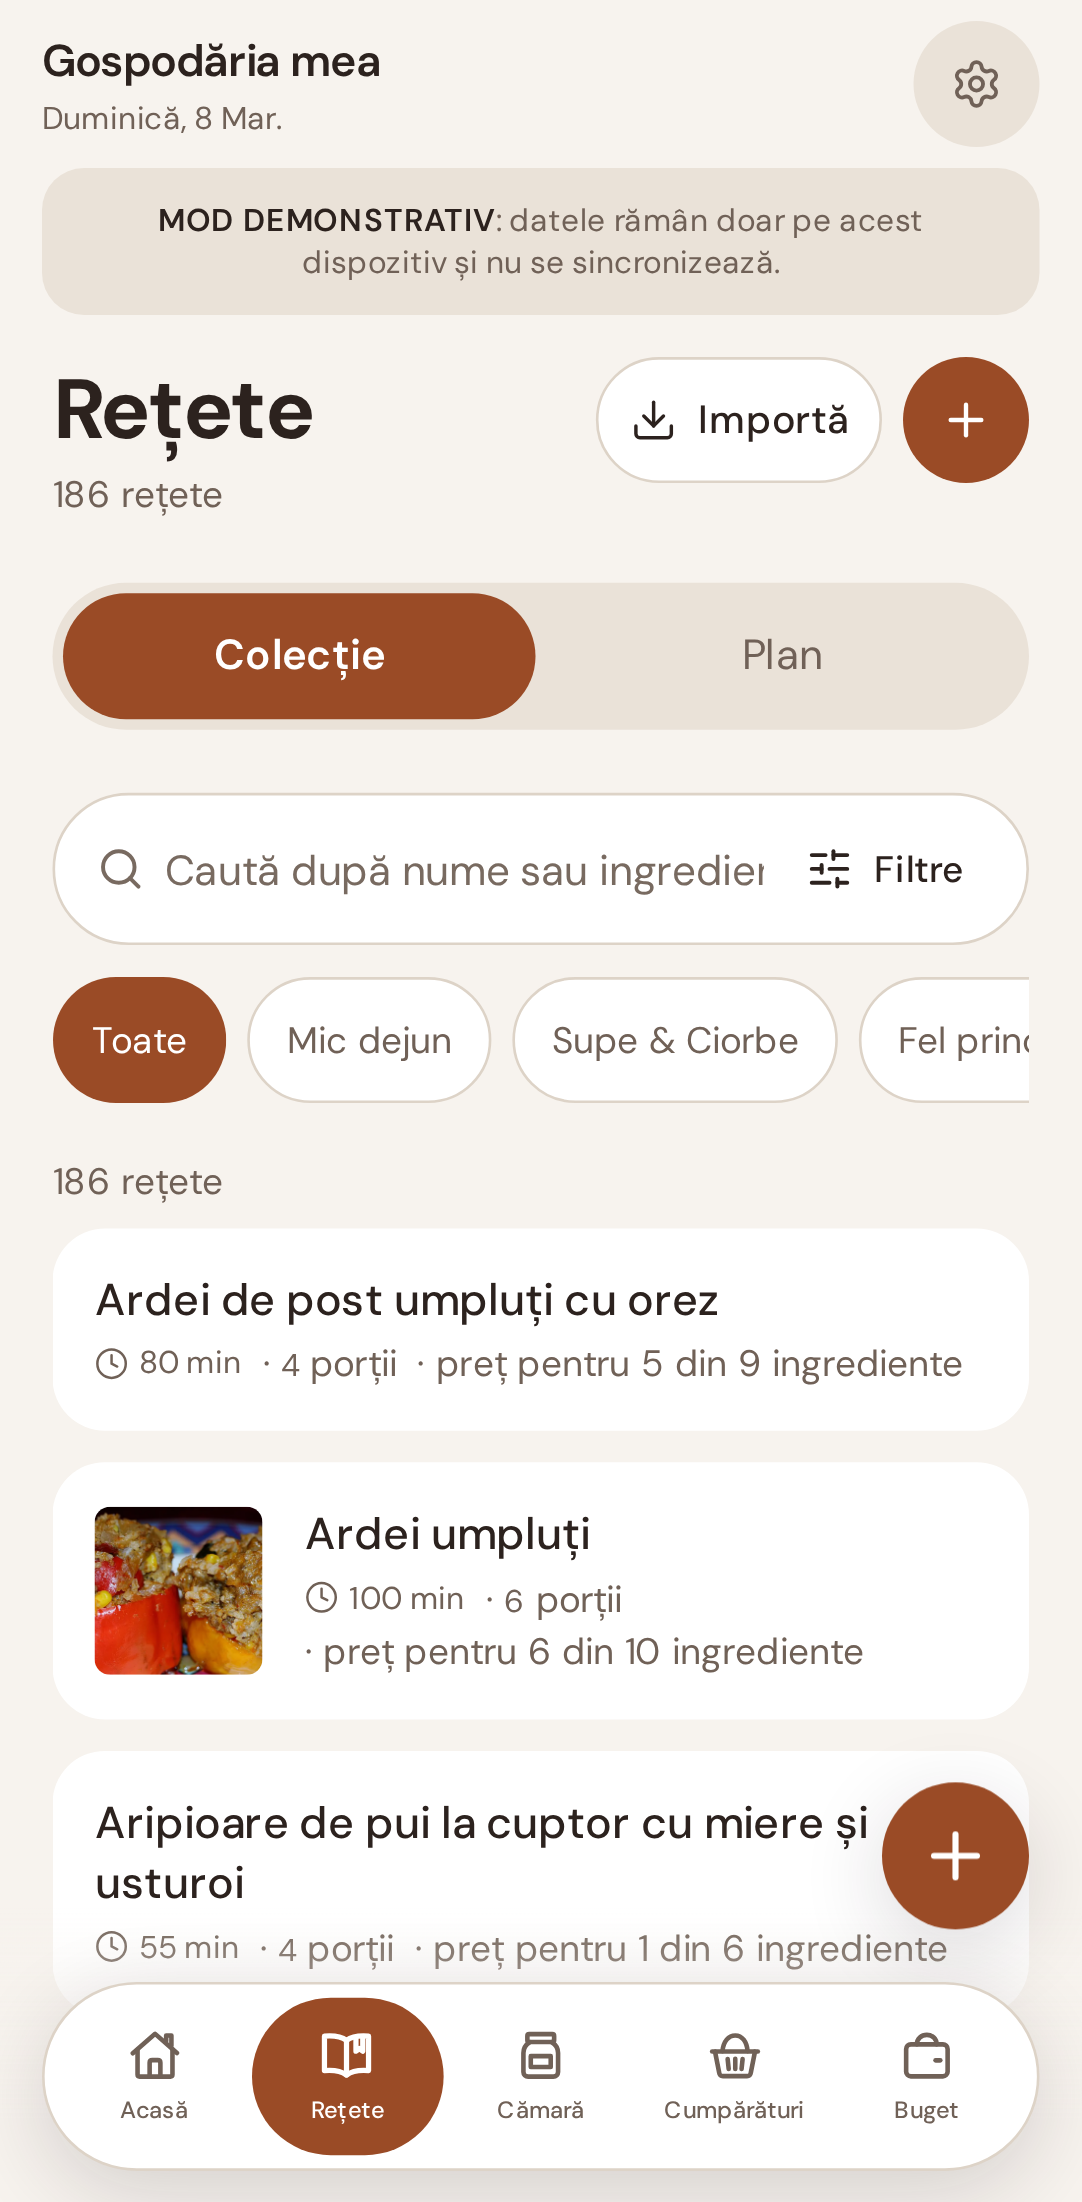 Gospodăria mea
Duminică, 8 Mar.
MOD DEMONSTRATIV: datele rămân doar pe acest
dispozitiv și nu se sincronizează.
Rețete
Importă
186 rețete
Colecție
Plan
Caută după nume sau ingredier
Filtre
Toate
Mic dejun
Supe & Ciorbe
Fel princ
186 rețete
Ardei de post umpluți cu orez
80 min · 4 porții · preț pentru 5 din 9 ingrediente
Ardei umpluți
100 min · 6 porții
· preț pentru 6 din 10 ingrediente
Aripioare de pui la cuptor cu miere și
usturoi
55 min · 4 porții · preț pentru 1 din 6 ingrediente
Acasă
Rețete
Cămară
Cumpărături
Buget